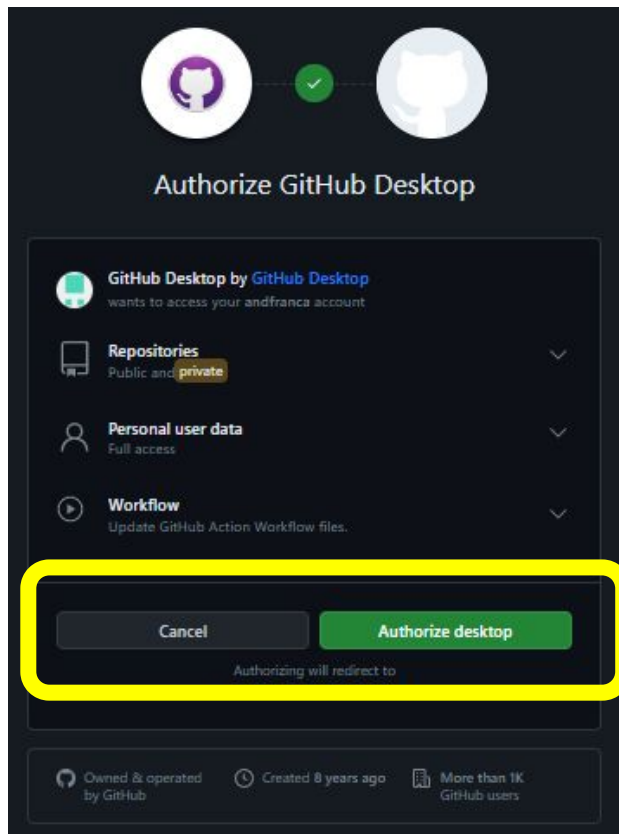 Authorize GitHub Desktop
GitHub Desktop by GitHub Desktop
wants to access your andfranca account
Repositories
Public and private
Personal user data
Full access
Workflow
Update GitHub Action Workflow files.
Cancel
Authorize desktop
Authorizing will redirect to
Owned & operated
by GitHub
Created 8 years ago
More than 1K
GitHub users